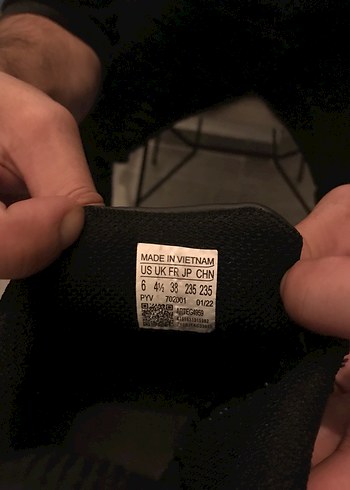 MADE IN VIETNAM
US UK FR JP CHN
6 4½ 38 235 235
PYV 702001 01/22